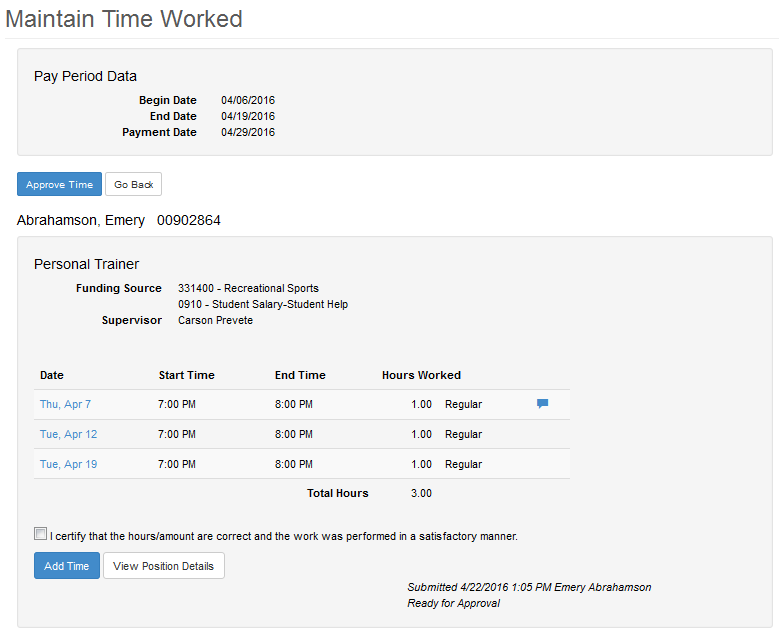 Maintain Time Worked
Pay Period Data
Begin Date 04/06/2016
End Date 04/19/2016
Payment Date 04/29/2016
Approve Time Go Back
Abrahamson, Emery 00902864
Personal Trainer
Funding Source 331400 - Recreational Sports
0910 - Student Salary-Student Help
Supervisor Carson Prevete
Date Start Time End Time Hours Worked
Thu, Apr 7 7:00 PM 8:00 PM 1.00 Regular
Tue, Apr 12 7:00 PM 8:00 PM 1.00 Regular
Tue, Apr 19 7:00 PM 8:00 PM 1.00 Regular
Total Hours 3.00
I certify that the hours/amount are correct and the work was performed in a satisfactory manner.
Add Time View Position Details
Submitted 4/22/2016 1:05 PM Emery Abrahamson
Ready for Approval